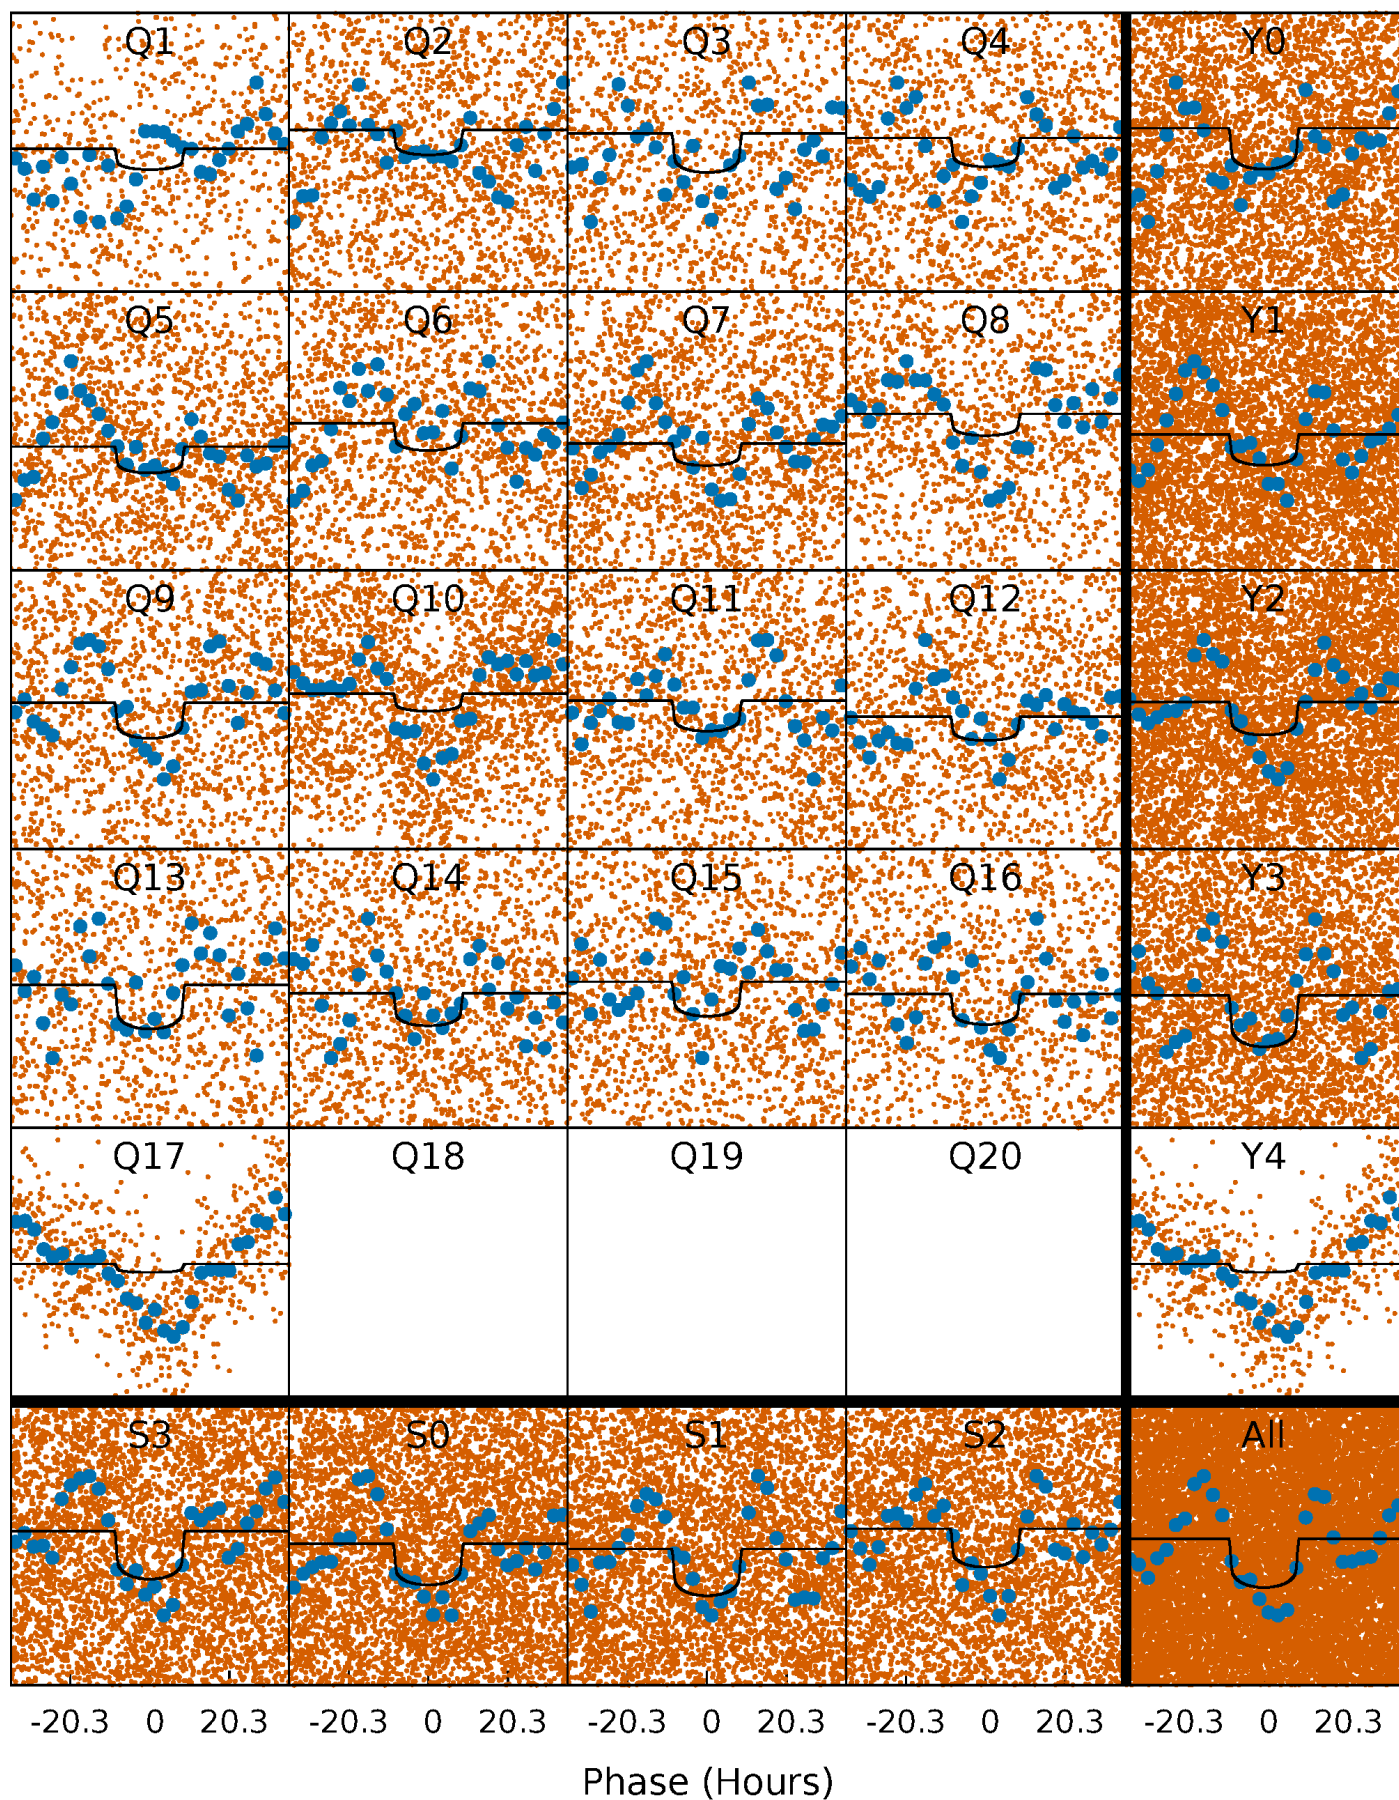 Q1 Q2 Q3 Q4 Y0
Q5 Q6 Q7 Q8 Y1
Q9 Q10 Q11 Q12 Y2
Q13 Q14 Q15 Q16 Y3
Q17 Q18 Q19 Q20 Y4
S3 S0 S1 S2 All
-20.3 0 20.3 -20.3 0 20.3 -20.3 0 20.3 -20.3 0 20.3 -20.3 0 20.3
Phase (Hours)